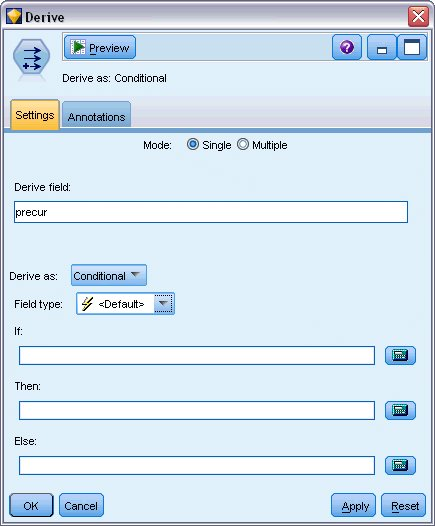 Derive
Preview
Derive as: Conditional
Settings Annotations
Mode: Single Multiple
Derive field:
precur
Derive as: Conditional
Field type: <Default>
If:
Then:
Else:
OK Cancel Apply Reset